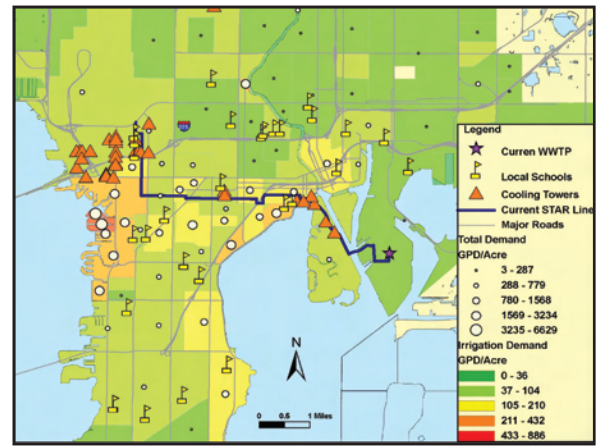 Legend
Curren WWTP
Local Schools
Cooling Towers
Current STAR Line
Major Roads
Total Demand
GPD/Acre
3 - 287
288 - 779
780 - 1568
1569 - 3234
3235 - 6629
Irrigation Demand
GPD/Acre
0 - 36
37 - 104
105 - 210
211 - 432
433 - 886
N
0 0.5 1 Miles